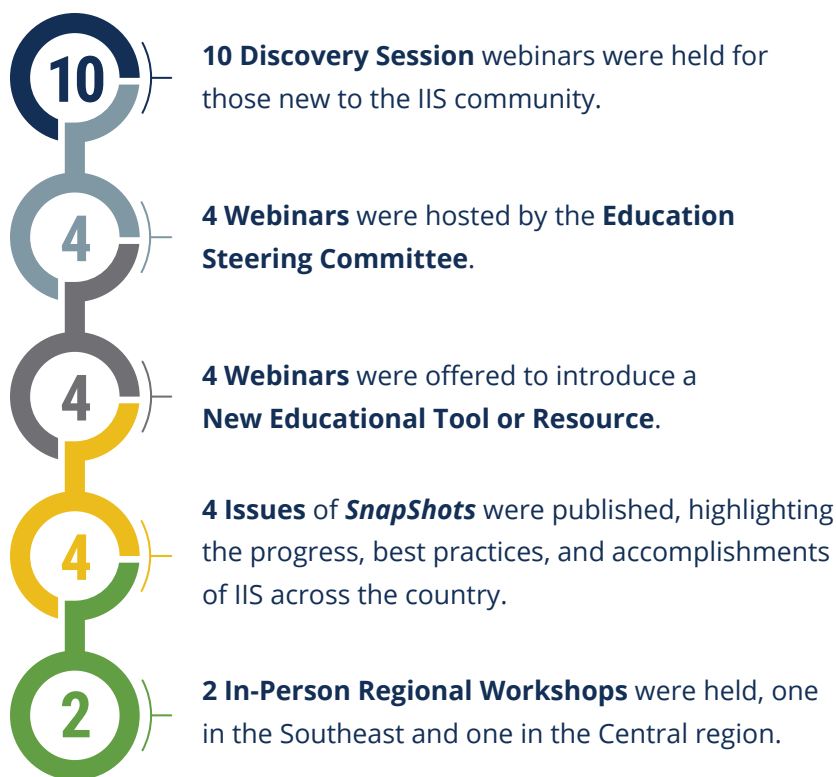 10
10 Discovery Session webinars were held for
those new to the IIS community.
4
4 Webinars were hosted by the Education
Steering Committee.
4
4 Webinars were offered to introduce a
New Educational Tool or Resource.
4
4 Issues of SnapShots were published, highlighting
the progress, best practices, and accomplishments
of IIS across the country.
2
2 In-Person Regional Workshops were held, one
in the Southeast and one in the Central region.